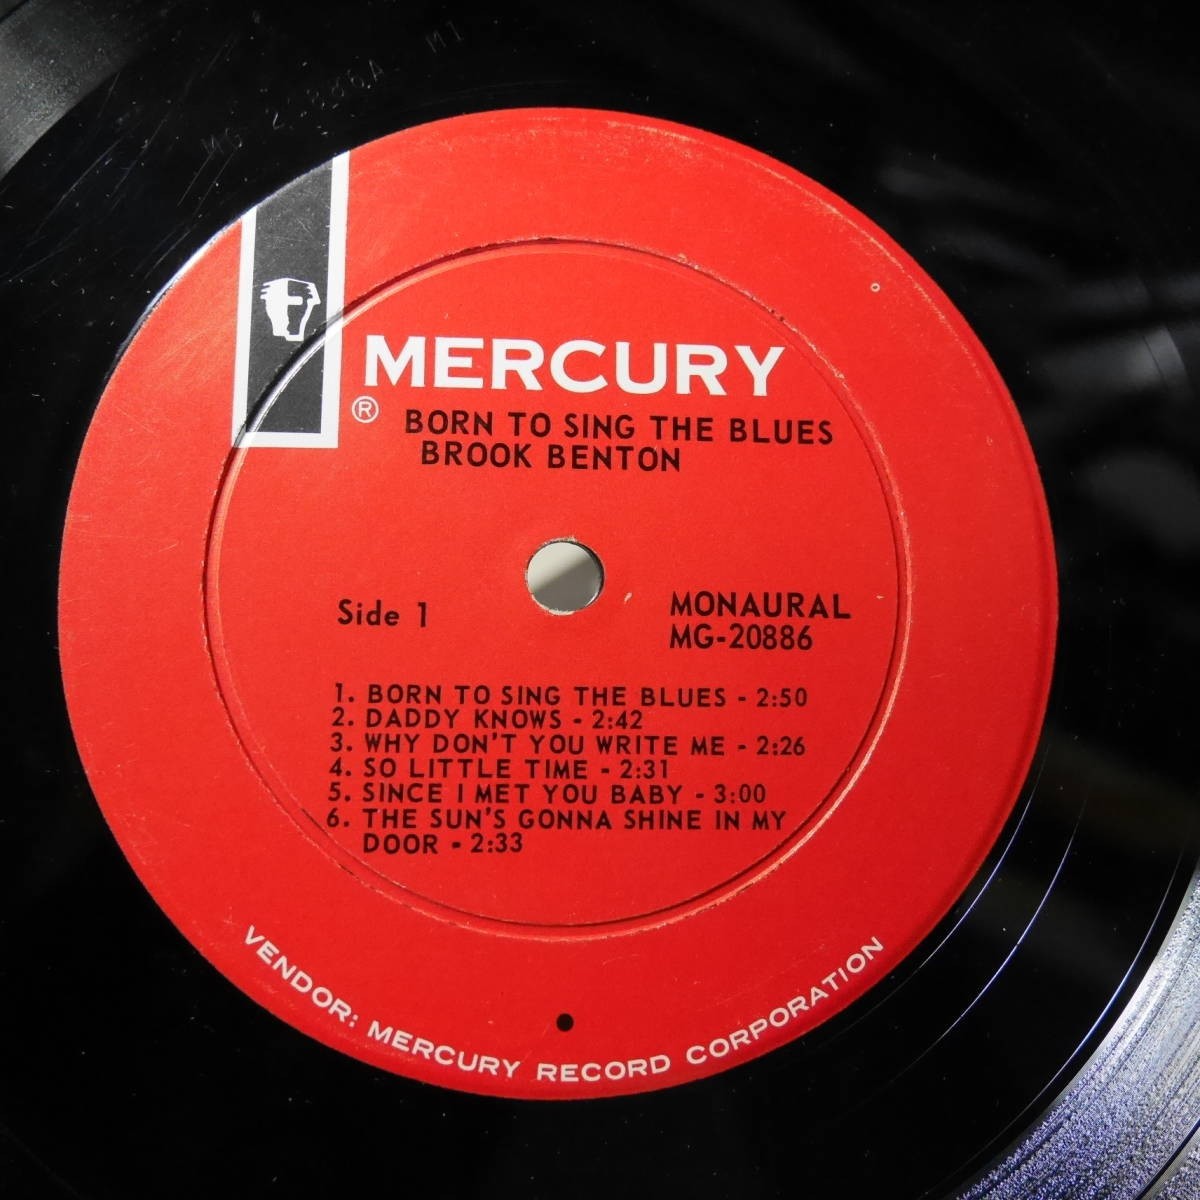 MG 20886A M1
MERCURY
®
BORN TO SING THE BLUES
BROOK BENTON
Side 1
MONAURAL
MG-20886
1. BORN TO SING THE BLUES - 2:50
2. DADDY KNOWS - 2:42
3. WHY DON'T YOU WRITE ME - 2:26
4. SO LITTLE TIME - 2:31
5. SINCE I MET YOU BABY - 3:00
6. THE SUN'S GONNA SHINE IN MY
DOOR - 2:33
VENDOR: MERCURY RECORD CORPORATION